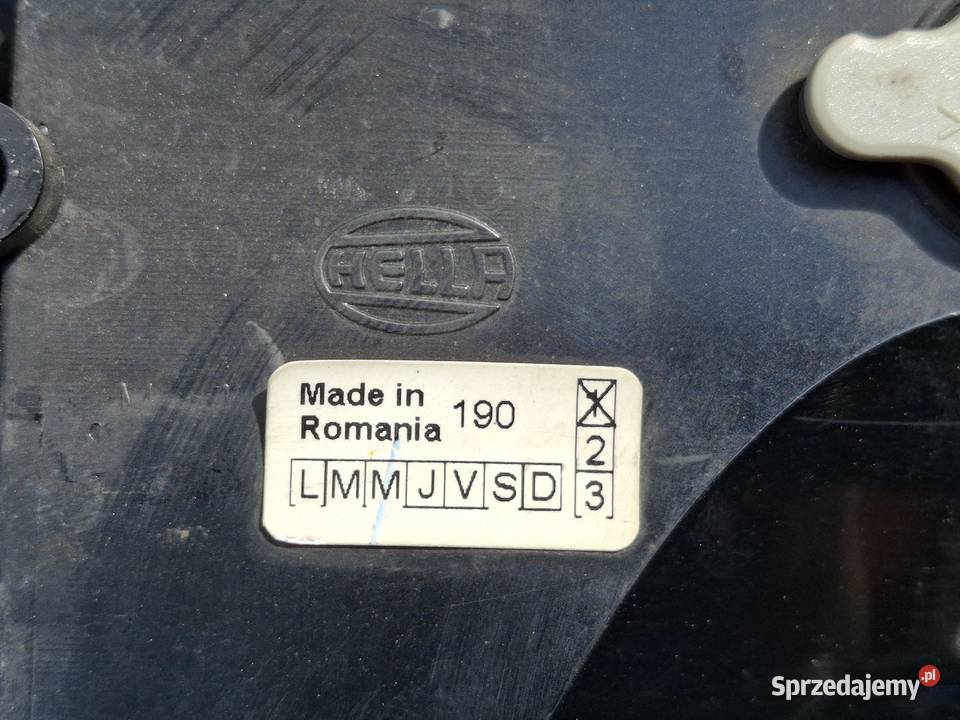 HELLA
Made in
Romania 190
1
2
3
L M M J V S D
Sprzedajemy.pl